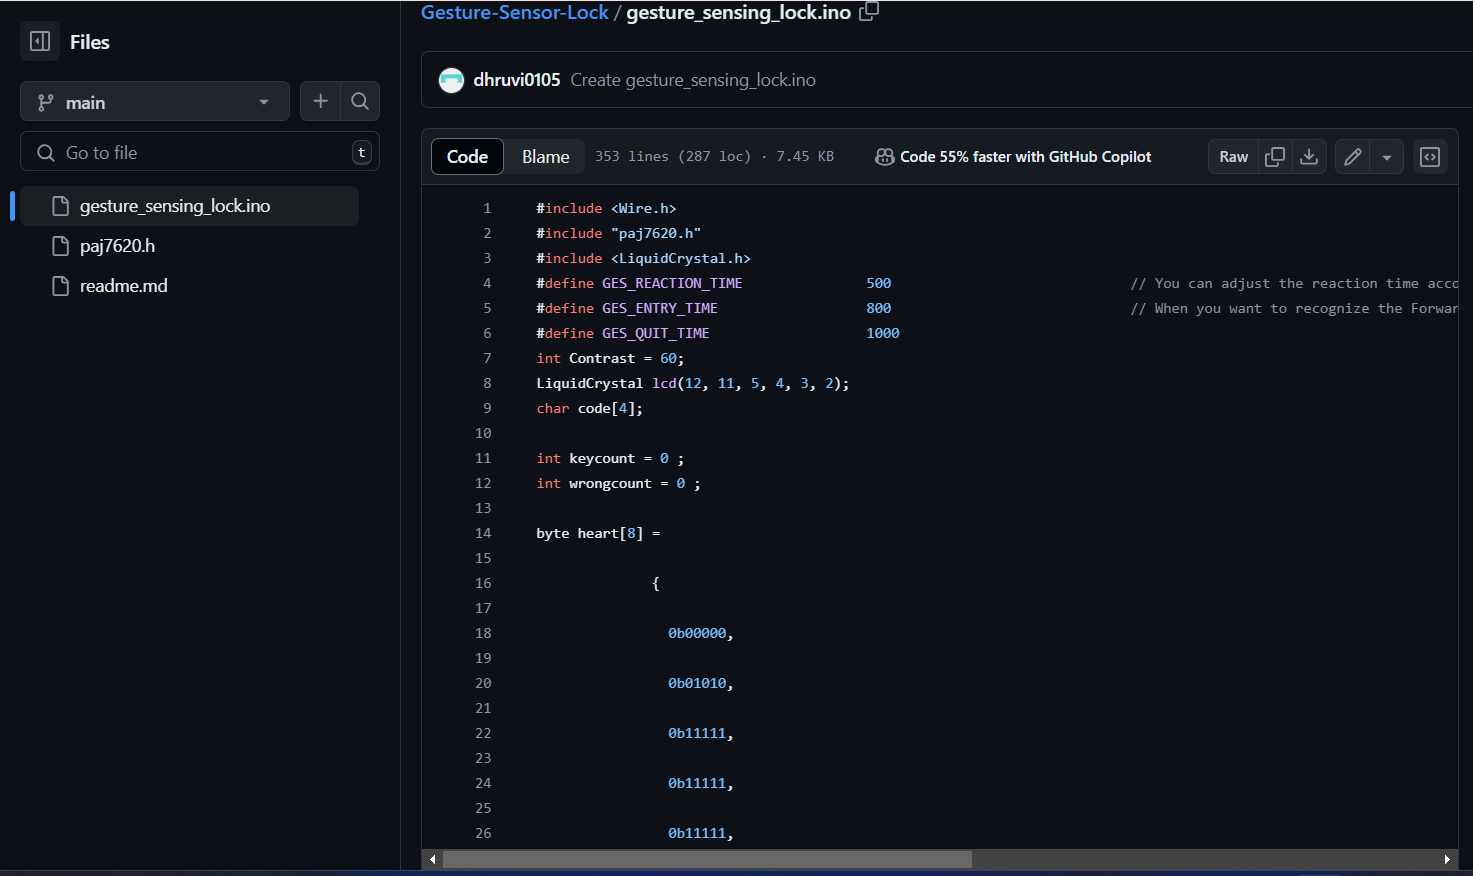 Gesture-Sensor-Lock / gesture_sensing_lock.ino
Files
main
Go to file
t
gesture_sensing_lock.ino
paj7620.h
readme.md
dhruvi0105 Create gesture_sensing_lock.ino
Code Blame 353 lines (287 loc) · 7.45 KB Code 55% faster with GitHub Copilot Raw
1 #include <Wire.h>
2 #include "paj7620.h"
3 #include <LiquidCrystal.h>
4 #define GES_REACTION_TIME 500 // You can adjust the reaction time acco
5 #define GES_ENTRY_TIME 800 // When you want to recognize the Forwar
6 #define GES_QUIT_TIME 1000
7 int Contrast = 60;
8 LiquidCrystal lcd(12, 11, 5, 4, 3, 2);
9 char code[4];
10
11 int keycount = 0 ;
12 int wrongcount = 0 ;
13
14 byte heart[8] =
15
16 {
17
18 0b00000,
19
20 0b01010,
21
22 0b11111,
23
24 0b11111,
25
26 0b11111,